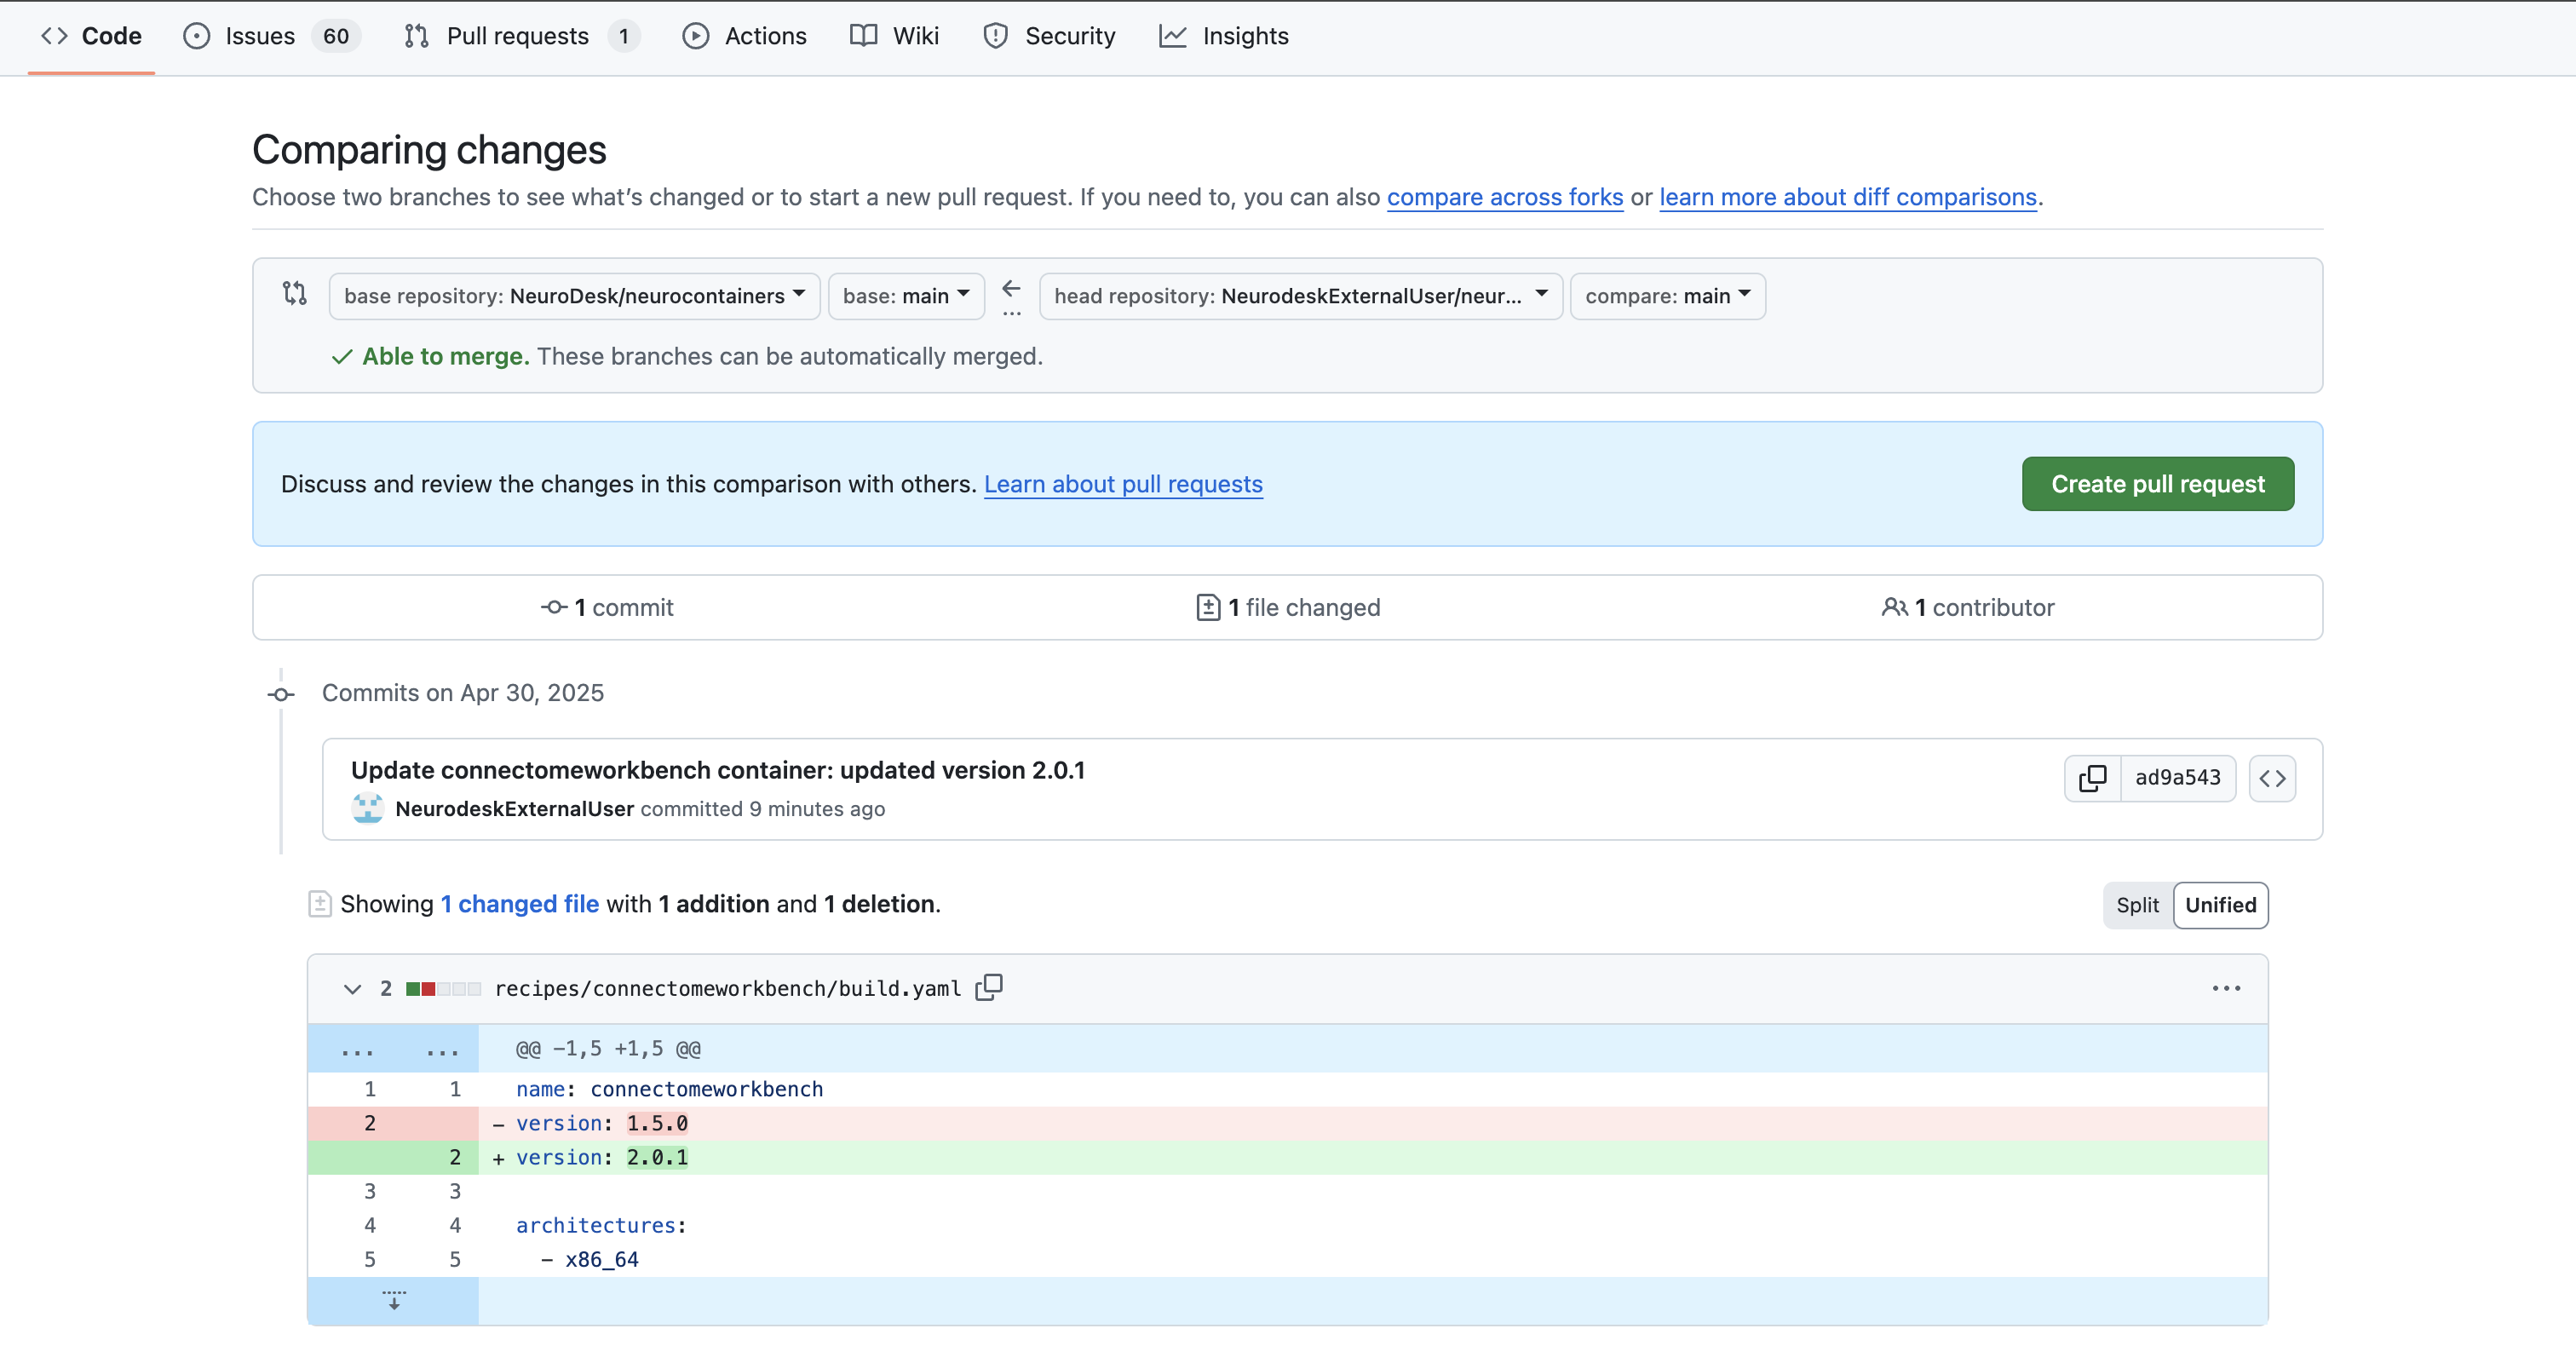 Code Issues 60 Pull requests 1 Actions Wiki Security Insights
Comparing changes
Choose two branches to see what’s changed or to start a new pull request. If you need to, you can also compare across forks or learn more about diff comparisons.
base repository: NeuroDesk/neurocontainers base: main ... head repository: NeurodeskExternalUser/neur... compare: main
Able to merge. These branches can be automatically merged.
Discuss and review the changes in this comparison with others. Learn about pull requests
Create pull request
1 commit 1 file changed 1 contributor
Commits on Apr 30, 2025
Update connectomeworkbench container: updated version 2.0.1
ad9a543
NeurodeskExternalUser committed 9 minutes ago
Showing 1 changed file with 1 addition and 1 deletion.
Split Unified
2 recipes/connectomeworkbench/build.yaml
... ... @@ -1,5 +1,5 @@
1 1 name: connectomeworkbench
2 - version: 1.5.0
2 + version: 2.0.1
3 3
4 4 architectures:
5 5 - x86_64